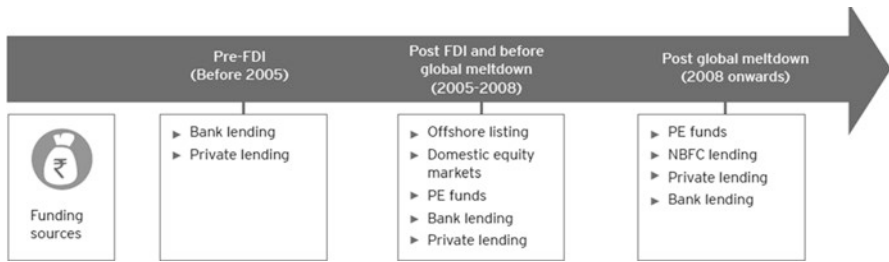 Pre-FDI
(Before 2005)
Post FDI and before
global meltdown
(2005-2008)
Post global meltdown
(2008 onwards)
₹
Funding
sources
► Bank lending
► Private lending
► Offshore listing
► Domestic equity
markets
► PE funds
► Bank lending
► Private lending
► PE funds
► NBFC lending
► Private lending
► Bank lending